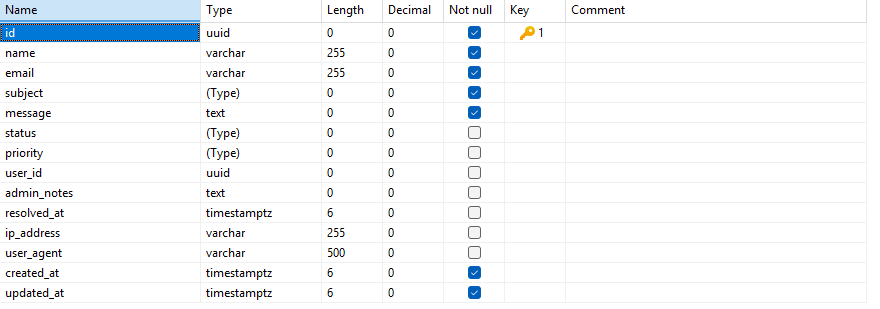 Name Type Length Decimal Not null Key Comment
id uuid 0 0 1
name varchar 255 0
email varchar 255 0
subject (Type) 0 0
message text 0 0
status (Type) 0 0
priority (Type) 0 0
user_id uuid 0 0
admin_notes text 0 0
resolved_at timestamptz 6 0
ip_address varchar 255 0
user_agent varchar 500 0
created_at timestamptz 6 0
updated_at timestamptz 6 0